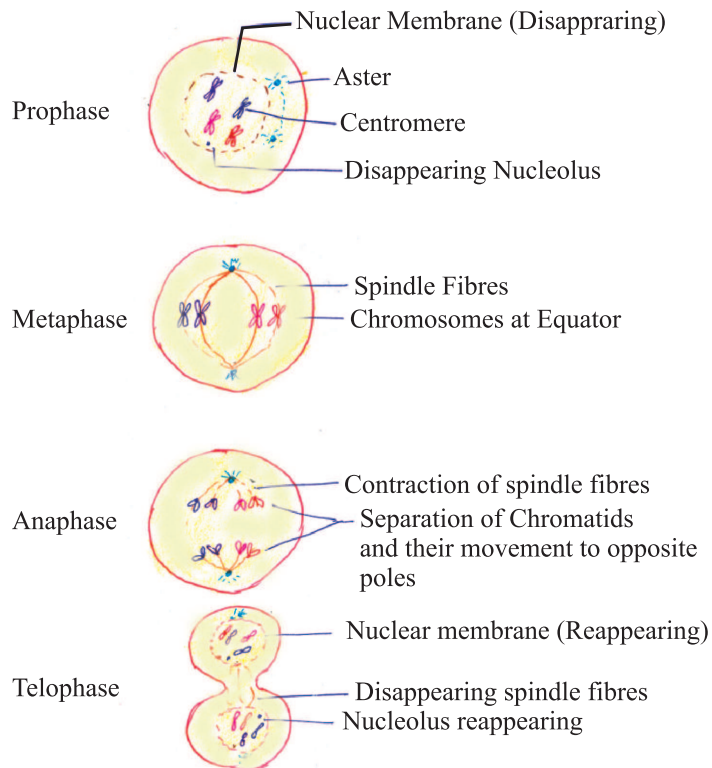 Nuclear Membrane (Disappraring)
Aster
Prophase
Centromere
Disappearing Nucleolus
Spindle Fibres
Metaphase
Chromosomes at Equator
Contraction of spindle fibres
Anaphase
Separation of Chromatids
and their movement to opposite
poles
Nuclear membrane (Reappearing)
Telophase
Disappearing spindle fibres
Nucleolus reappearing